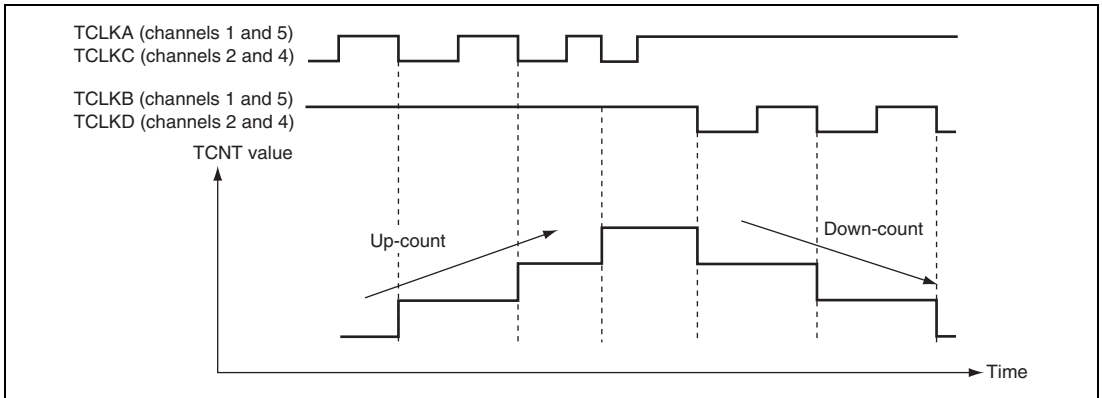 TCLKA (channels 1 and 5)
TCLKC (channels 2 and 4)
TCLKB (channels 1 and 5)
TCLKD (channels 2 and 4)
TCNT value
Up-count
Down-count
Time